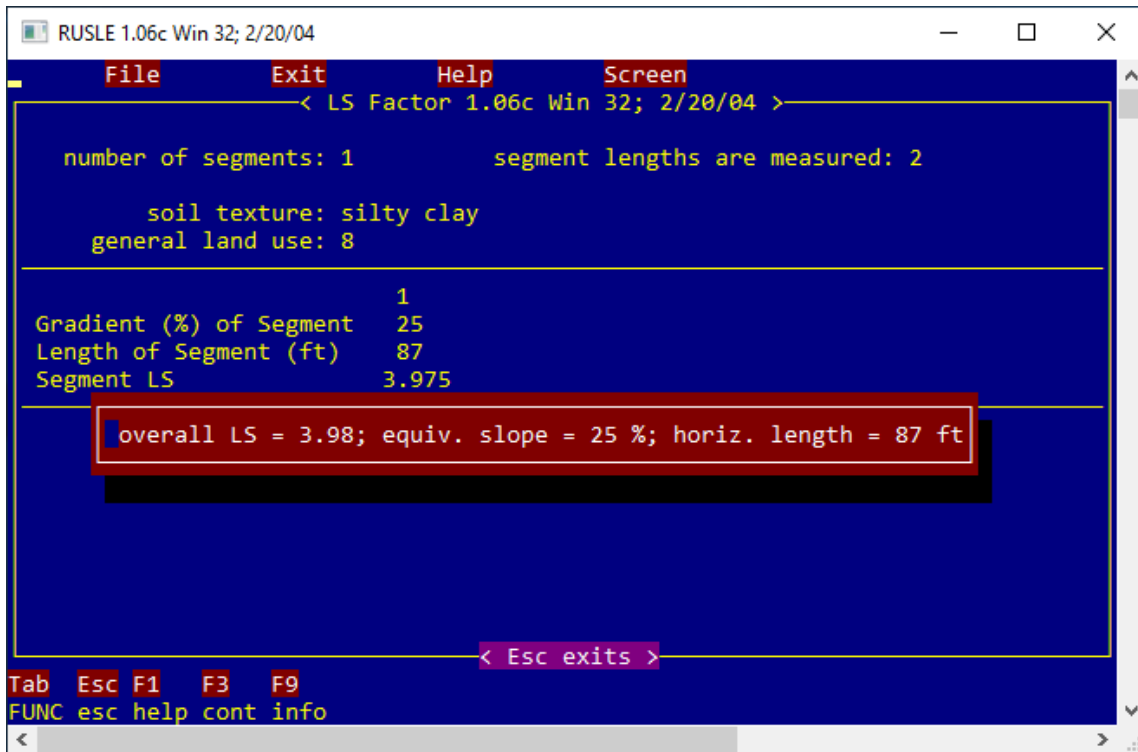 RUSLE 1.06c Win 32; 2/20/04
File Exit Help Screen
< LS Factor 1.06c Win 32; 2/20/04 >
number of segments: 1 segment lengths are measured: 2
soil texture: silty clay
general land use: 8
1
Gradient (%) of Segment 25
Length of Segment (ft) 87
Segment LS 3.975
overall LS = 3.98; equiv. slope = 25 %; horiz. length = 87 ft
< Esc exits >
Tab Esc F1 F3 F9
FUNC esc help cont info